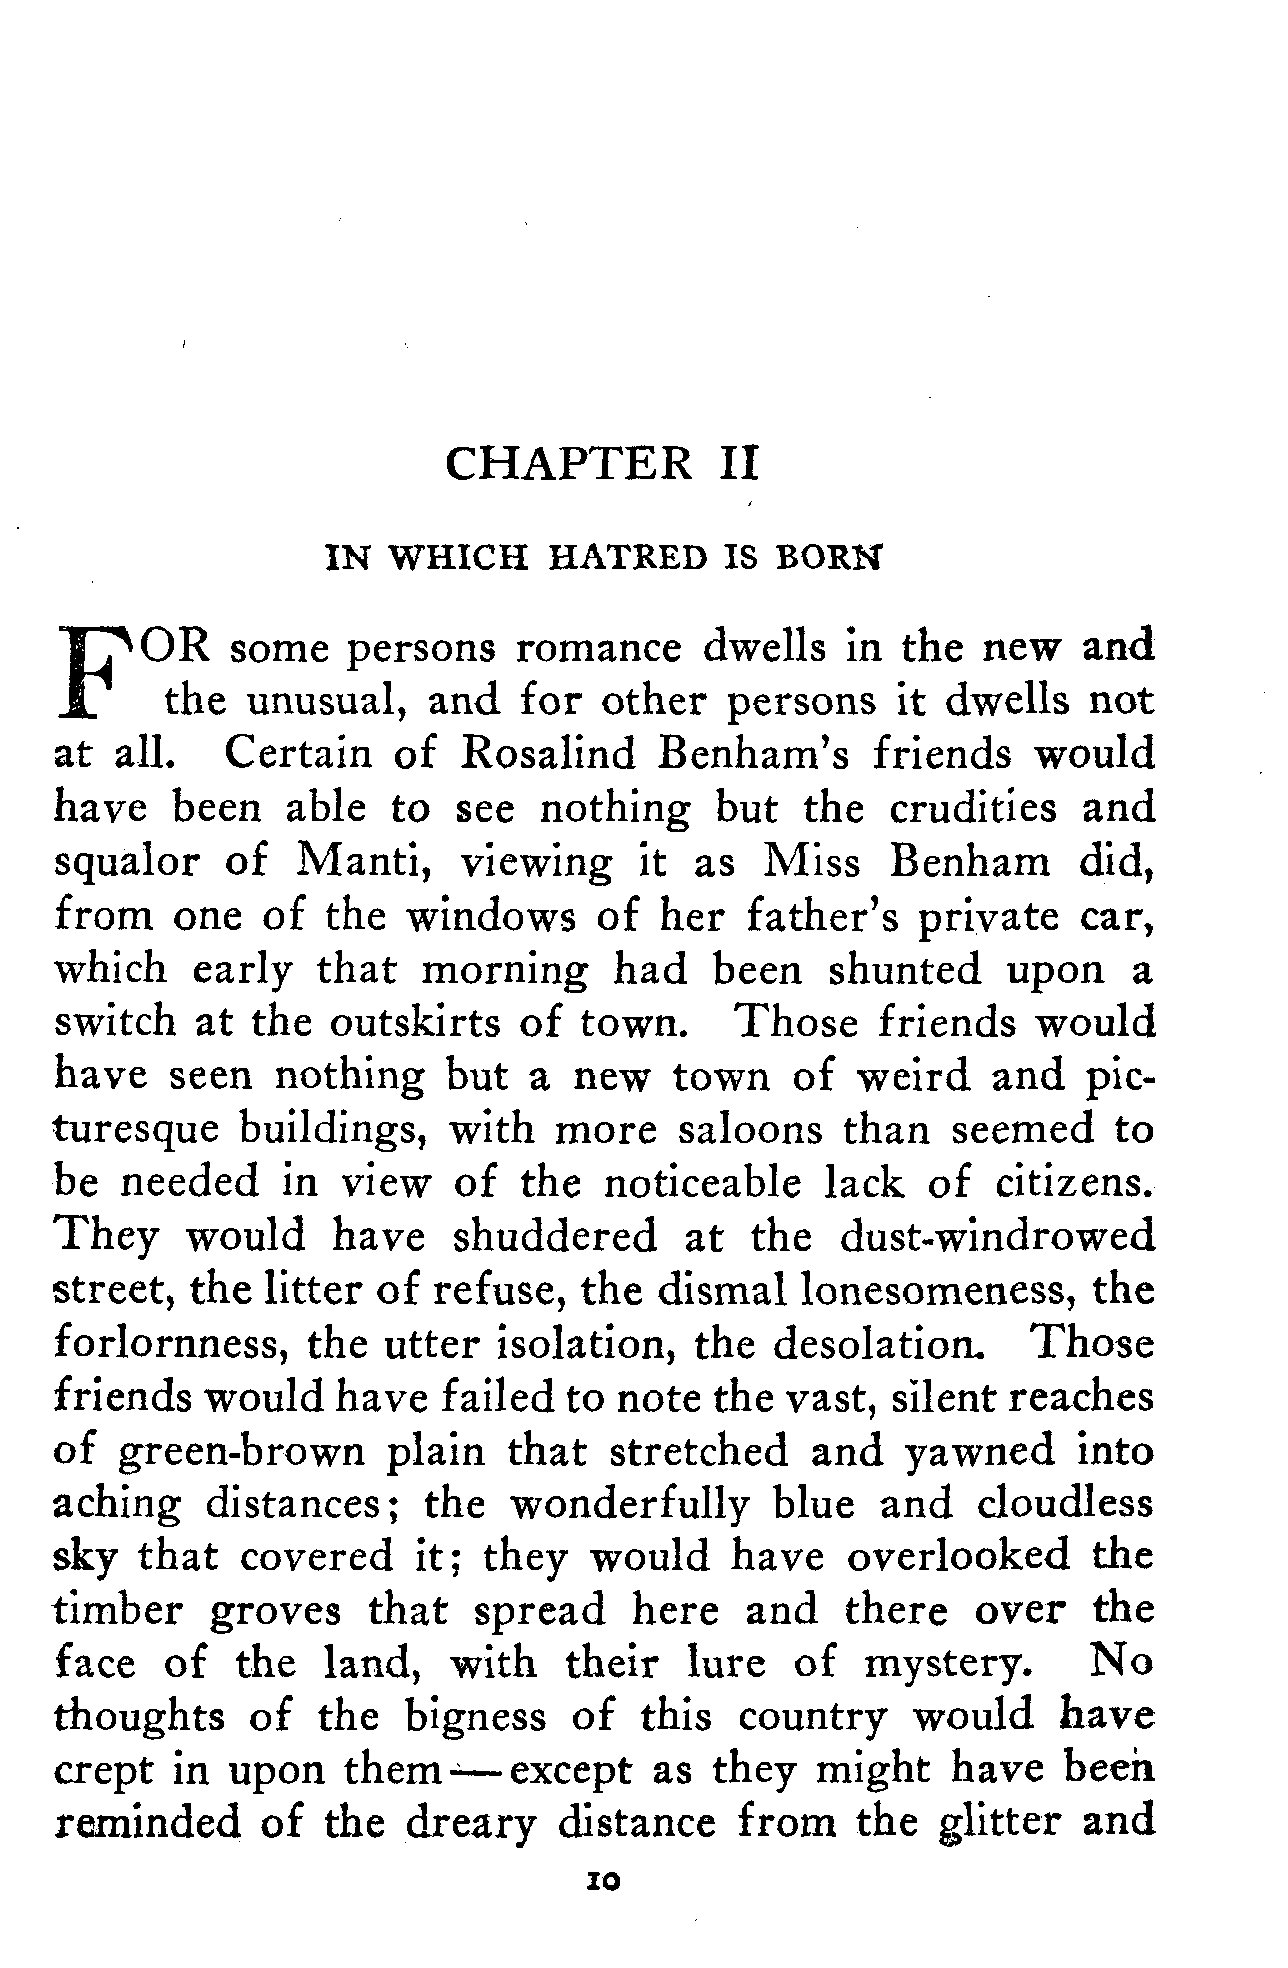 CHAPTER II
IN WHICH HATRED IS BORN
FOR some persons romance dwells in the new and
the unusual, and for other persons it dwells not
at all. Certain of Rosalind Benham's friends would
have been able to see nothing but the crudities and
squalor of Manti, viewing it as Miss Benham did,
from one of the windows of her father's private car,
which early that morning had been shunted upon a
switch at the outskirts of town. Those friends would
have seen nothing but a new town of weird and pic-
turesque buildings, with more saloons than seemed to
be needed in view of the noticeable lack of citizens.
They would have shuddered at the dust-windrowed
street, the litter of refuse, the dismal lonesomeness, the
forlornness, the utter isolation, the desolation. Those
friends would have failed to note the vast, silent reaches
of green-brown plain that stretched and yawned into
aching distances; the wonderfully blue and cloudless
sky that covered it; they would have overlooked the
timber groves that spread here and there over the
face of the land, with their lure of mystery. No
thoughts of the bigness of this country would have
crept in upon them—except as they might have been
reminded of the dreary distance from the glitter and
10